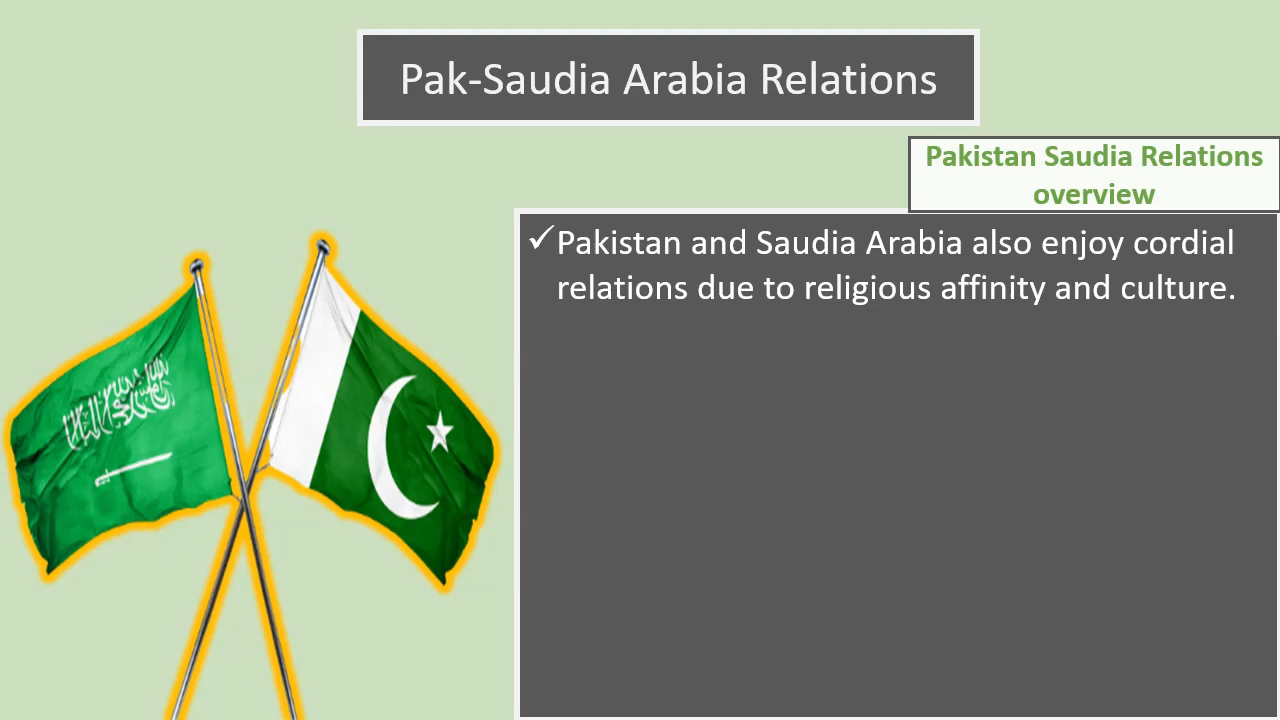 Pak-Saudia Arabia Relations
Pakistan Saudia Relations
overview
✓Pakistan and Saudia Arabia also enjoy cordial
relations due to religious affinity and culture.